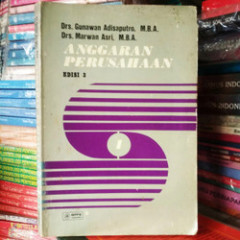 Drs. Gunawan Adisaputro, M.B.A.
Drs. Marwan Asri, M.B.A.
ANGGARAN
PERUSAHAAN
EDISI 3
1